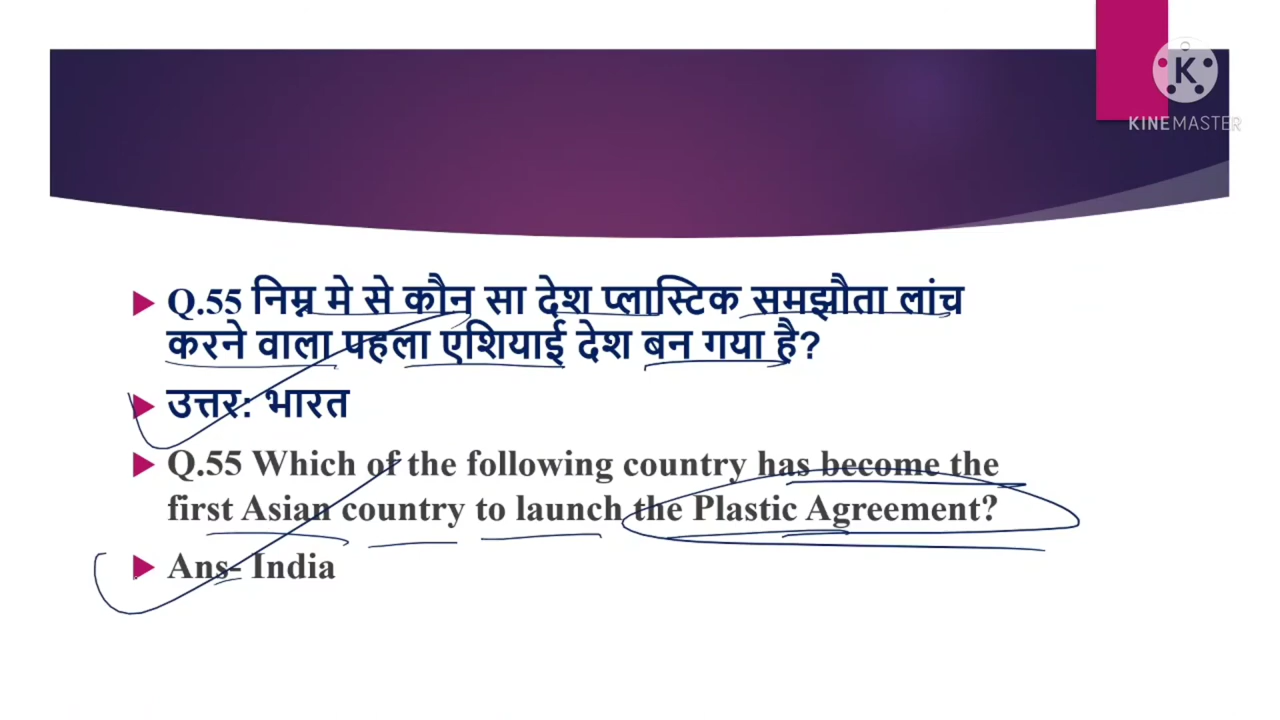 KINEMASTER
Q.55 निम्न मे से कौन सा देश प्लास्टिक समझौता लांच
करने वाला पहला एशियाई देश बन गया है?
उत्तर: भारत
Q.55 Which of the following country has become the
first Asian country to launch the Plastic Agreement?
Ans- India